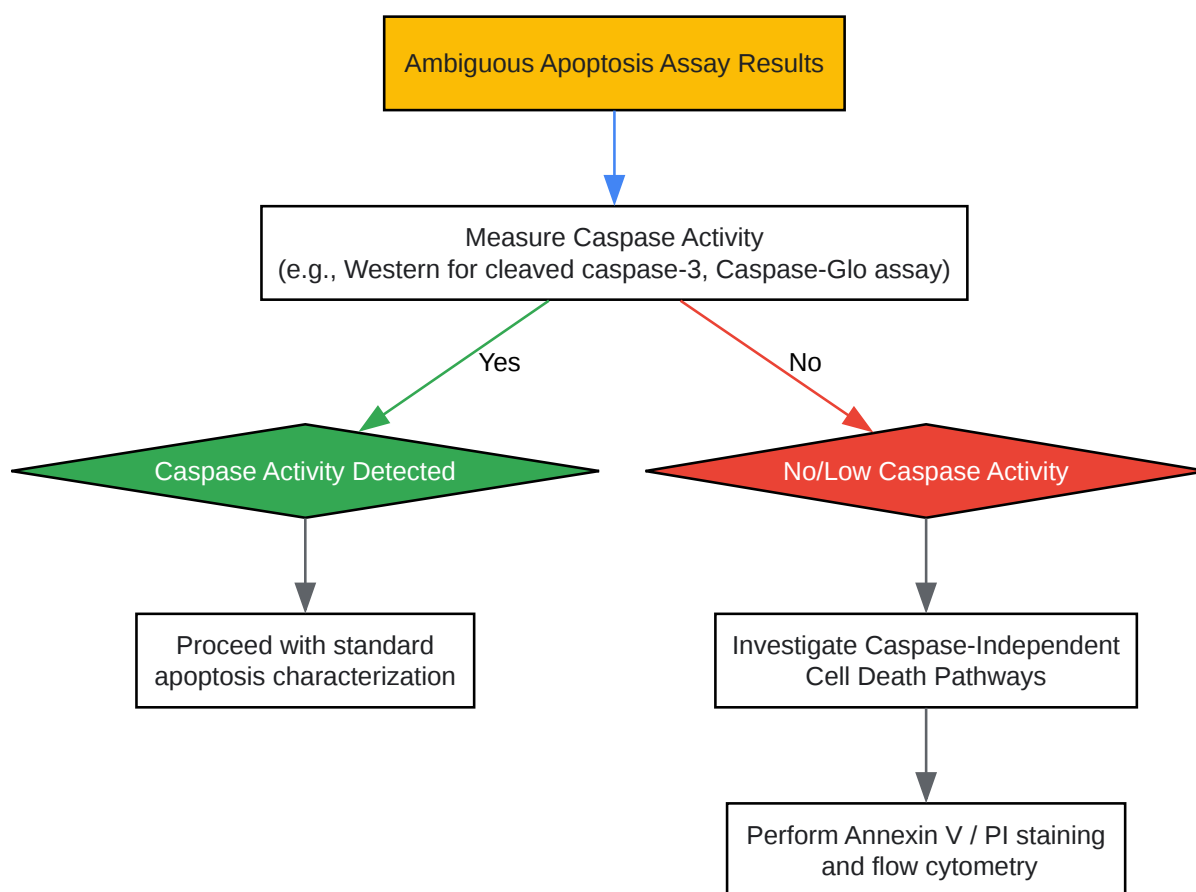 Ambiguous Apoptosis Assay Results
Measure Caspase Activity
(e.g., Western for cleaved caspase-3, Caspase-Glo assay)
Yes
No
Caspase Activity Detected
No/Low Caspase Activity
Proceed with standard
apoptosis characterization
Investigate Caspase-Independent
Cell Death Pathways
Perform Annexin V / PI staining
and flow cytometry